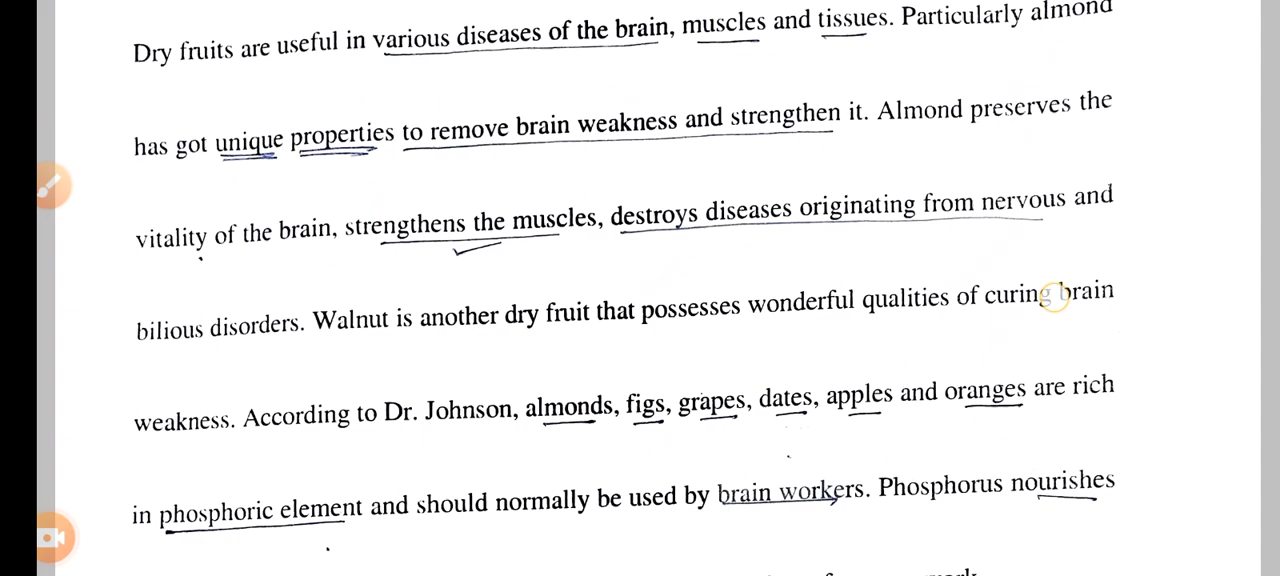 Dry fruits are useful in various diseases of the brain, muscles and tissues. Particularly almond
has got unique properties to remove brain weakness and strengthen it. Almond preserves the
vitality of the brain, strengthens the muscles, destroys diseases originating from nervous and
bilious disorders. Walnut is another dry fruit that possesses wonderful qualities of curing brain
weakness. According to Dr. Johnson, almonds, figs, grapes, dates, apples and oranges are rich
in phosphoric element and should normally be used by brain workers. Phosphorus nourishes